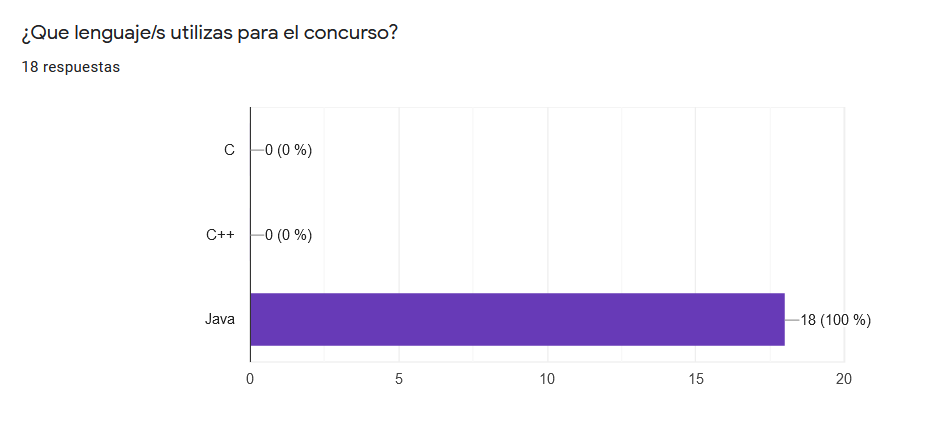 ¿Que lenguaje/s utilizas para el concurso?
18 respuestas
C 0 (0 %)
C++ 0 (0 %)
Java 18 (100 %)
0 5 10 15 20